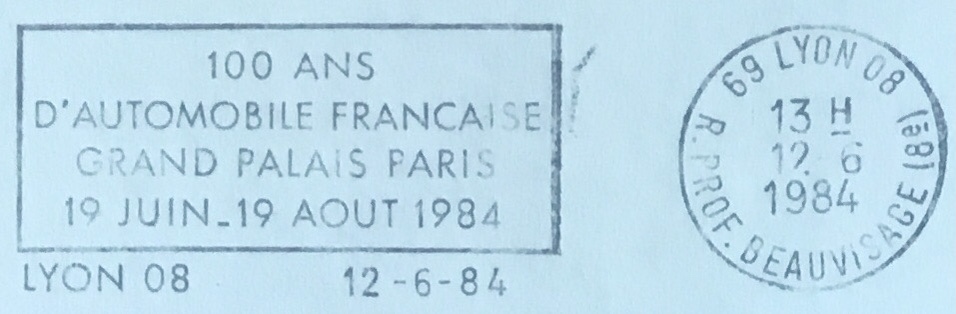 100 ANS
D'AUTOMOBILE FRANCAISE
GRAND PALAIS PARIS
19 JUIN_19 AOUT 1984
LYON 08 12-6-84
69 LYON 08 (8è)
13 H
12 6
1984
R. PROF. BEAUVISAGE